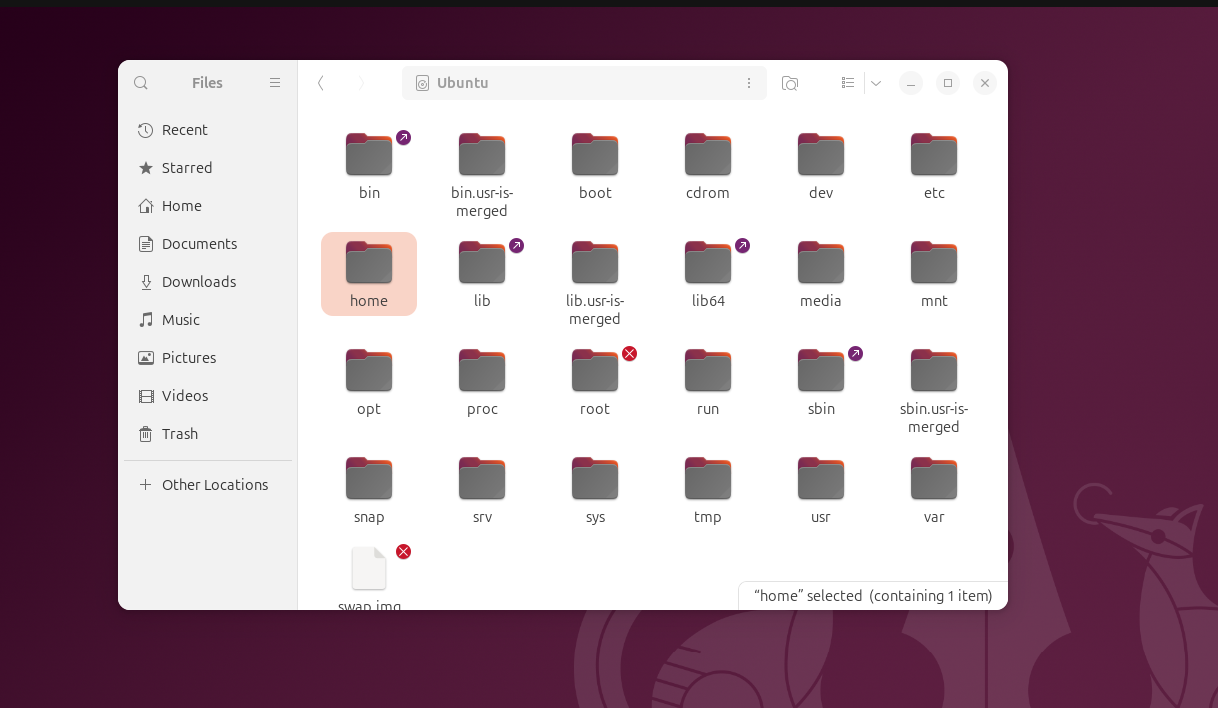 Files
Ubuntu
Recent
Starred
Home
Documents
Downloads
Music
Pictures
Videos
Trash
Other Locations
bin
bin.usr-is-
merged
boot
cdrom
dev
etc
home
lib
lib.usr-is-
merged
lib64
media
mnt
opt
proc
root
run
sbin
sbin.usr-is-
merged
snap
srv
sys
tmp
usr
var
swap.img
“home” selected (containing 1 item)